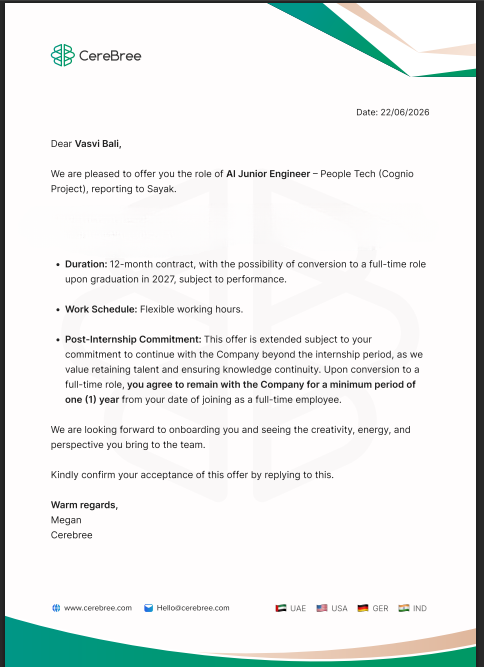 CereBree
Date: 22/06/2026
Dear Vasvi Bali,
We are pleased to offer you the role of AI Junior Engineer – People Tech (Cognio
Project), reporting to Sayak.
• Duration: 12-month contract, with the possibility of conversion to a full-time role
upon graduation in 2027, subject to performance.
• Work Schedule: Flexible working hours.
• Post-Internship Commitment: This offer is extended subject to your
commitment to continue with the Company beyond the internship period, as we
value retaining talent and ensuring knowledge continuity. Upon conversion to a
full-time role, you agree to remain with the Company for a minimum period of
one (1) year from your date of joining as a full-time employee.
We are looking forward to onboarding you and seeing the creativity, energy, and
perspective you bring to the team.
Kindly confirm your acceptance of this offer by replying to this.
Warm regards,
Megan
Cerebree
www.cerebree.com Hello@cerebree.com UAE USA GER IND